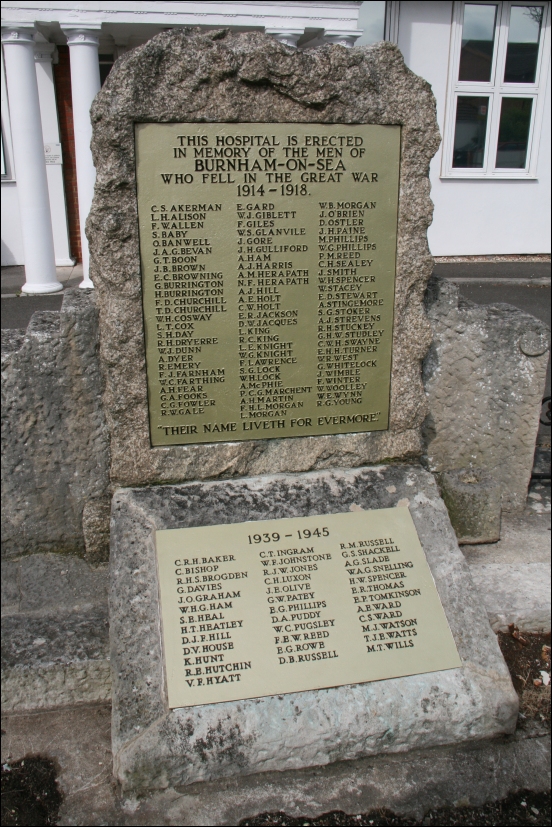 THIS HOSPITAL IS ERECTED
IN MEMORY OF THE MEN OF
BURNHAM-ON-SEA
WHO FELL IN THE GREAT WAR
1914-1918.
C.S. AKERMAN
L.H. ALISON
F. WALLEN
S. BABY
O. BANWELL
J.A.G. BEVAN
G.T. BOON
J.B. BROWN
E.C. BROWNING
G. BURRINGTON
H. BURRINGTON
F.D. CHURCHILL
T.D. CHURCHILL
W.H. COSWAY
L.T. COX
S.H. DAY
R.H. DRYERRE
W.J. DUNN
A. DYER
R. EMERY
F.J. FARNHAM
W.C. FARTHING
A.H. FEAR
G.A. FOOKS
C.G. FOWLER
R.W. GALE
E. GARD
W.J. GIBLETT
F. GILES
W.S. GLANVILE
J. GORE
J.H. GULLIFORD
A. HAM
A.J. HARRIS
A.M. HERAPATH
N.F. HERAPATH
A.J. HILL
A.E. HOLT
C.W. HOLT
E.R. JACKSON
D.W. JACQUES
L. KING
R.C. KING
L.E. KNIGHT
W.G. KNIGHT
F. LAWRENCE
S.G. LOCK
W.H. LOCK
A. McPHIE
P.C.G. MARCHENT
A.H. MARTIN
F.H.L. MORGAN
L. MORGAN
W.B. MORGAN
J. O'BRIEN
D. OSTLER
J.H. PAINE
M. PHILLIPS
W.G. PHILLIPS
P.M. REED
C.H. SEALEY
J. SMITH
W.H. SPENCER
W. STACEY
E.D. STEWART
A. STINGEMORE
S.G. STOKER
A.J. STEVENS
R.H. STUCKEY
G.H.W. STUDLEY
C.W.H. SWAYNE
E.H.H. TURNER
W.R. WEST
G. WHITELOCK
J. WIMBLE
F. WINTER
W. WOOLLEY
W.E. WYNN
R.G. YOUNG
"THEIR NAME LIVETH FOR EVERMORE"
1939-1945
C.R.H. BAKER
C. BISHOP
R.H.S. BROGDEN
G. DAVIES
J.O. GRAHAM
W.H.G. HAM
S.E. HEAL
H.T. HEATLEY
D.J.F. HILL
D.V. HOUSE
K. HUNT
R.E. HUTCHIN
V.F. HYATT
C.T. INGRAM
W.F. JOHNSTONE
R.J.W. JONES
C.H. LUXON
J.E. OLIVE
G.W. PATEY
E.G. PHILLIPS
D.A. PUDDY
W.C. PUGSLEY
F.E.W. REED
E.G. ROWE
D.B. RUSSELL
R.M. RUSSELL
G.S. SHACKELL
A.G. SLADE
W.A.G. SNELLING
H.W. SPENCER
E.R. THOMAS
E.P. TOMKINSON
A.E. WARD
C.S. WARD
M.J. WATSON
T.J.E. WATTS
M.T. WILLS